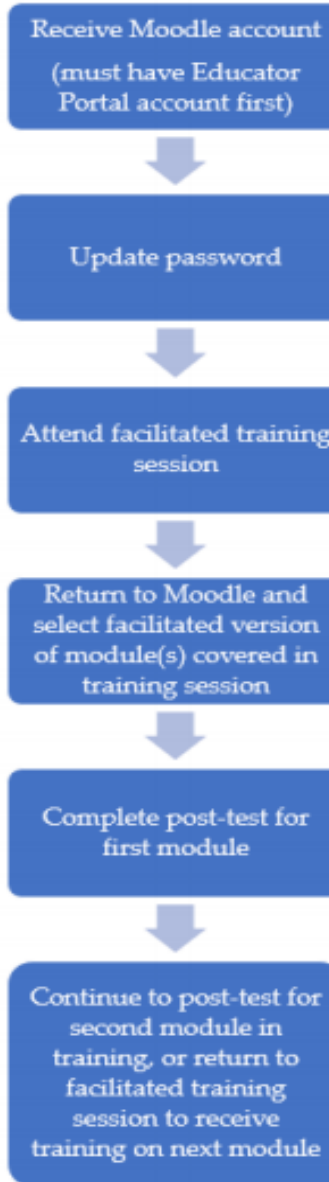 Receive Moodle account
(must have Educator
Portal account first)
Update password
Attend facilitated training
session
Return to Moodle and
select facilitated version
of module(s) covered in
training session
Complete post-test for
first module
Continue to post-test for
second module in
training, or return to
facilitated training
session to receive
training on next module